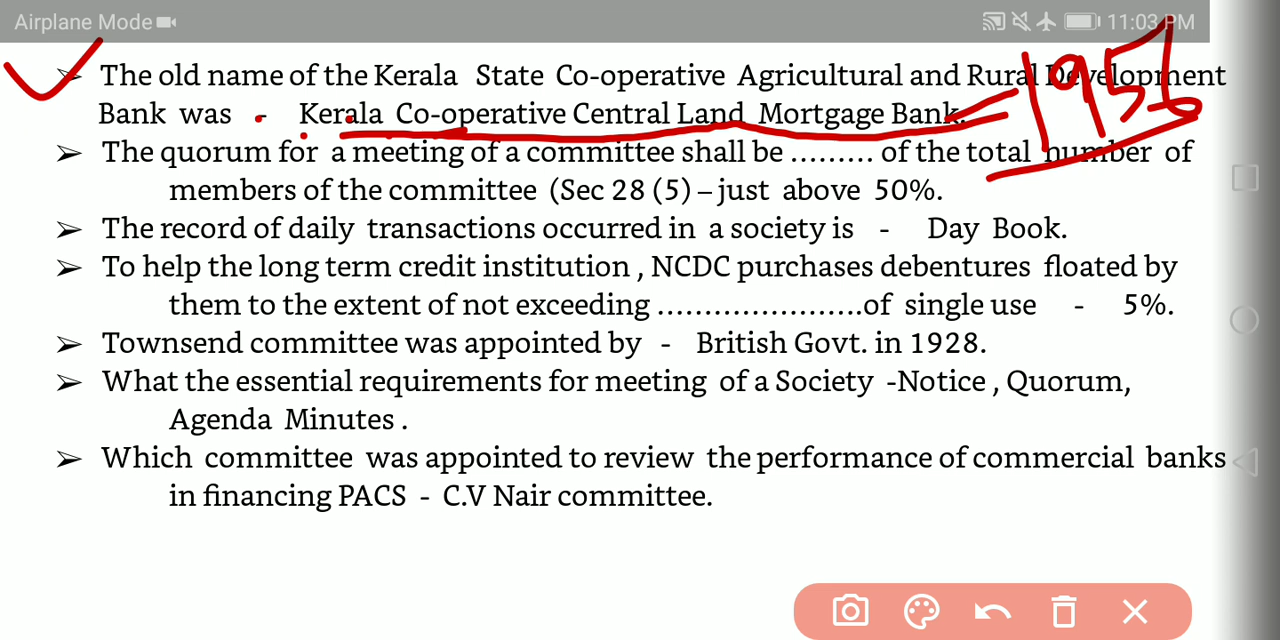 Airplane Mode 11:03 PM
➢ The old name of the Kerala State Co-operative Agricultural and Rural Development
Bank was - Kerala Co-operative Central Land Mortgage Bank.
1956
➢ The quorum for a meeting of a committee shall be ......... of the total number of
members of the committee (Sec 28 (5) – just above 50%.
➢ The record of daily transactions occurred in a society is - Day Book.
➢ To help the long term credit institution , NCDC purchases debentures floated by
them to the extent of not exceeding ......................of single use - 5%.
➢ Townsend committee was appointed by - British Govt. in 1928.
➢ What the essential requirements for meeting of a Society -Notice , Quorum,
Agenda Minutes .
➢ Which committee was appointed to review the performance of commercial banks
in financing PACS - C.V Nair committee.